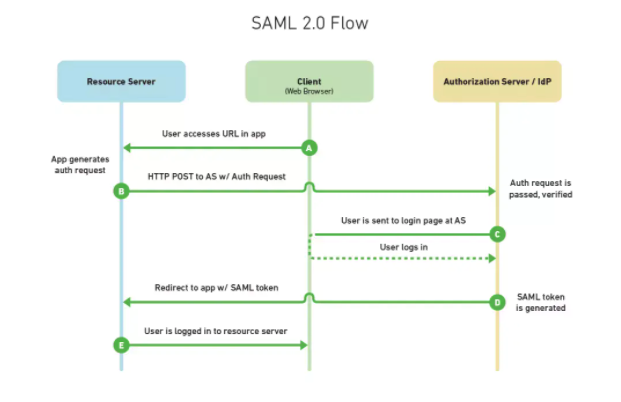 SAML 2.0 Flow
Resource Server
Client
(Web Browser)
Authorization Server / IdP
User accesses URL in app
A
App generates
auth request
HTTP POST to AS w/ Auth Request
B
Auth request is
passed, verified
User is sent to login page at AS
C
User logs in
Redirect to app w/ SAML token
D
SAML token
is generated
User is logged in to resource server
E